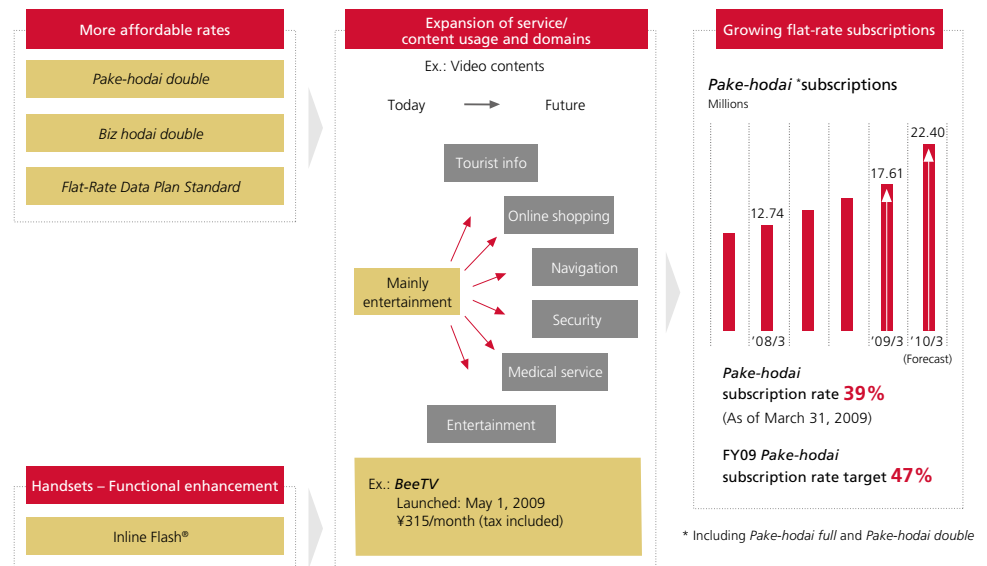 More affordable rates
Pake-hodai double
Biz hodai double
Flat-Rate Data Plan Standard
Handsets – Functional enhancement
Inline Flash®
Expansion of service/
content usage and domains
Ex.: Video contents
Today
Future
Tourist info
Online shopping
Navigation
Mainly
entertainment
Security
Medical service
Entertainment
Ex.: BeeTV
Launched: May 1, 2009
¥315/month (tax included)
Growing flat-rate subscriptions
Pake-hodai *subscriptions
Millions
22.40
17.61
12.74
’08/3
’09/3
’10/3
(Forecast)
Pake-hodai
subscription rate 39%
(As of March 31, 2009)
FY09 Pake-hodai
subscription rate target 47%
* Including Pake-hodai full and Pake-hodai double